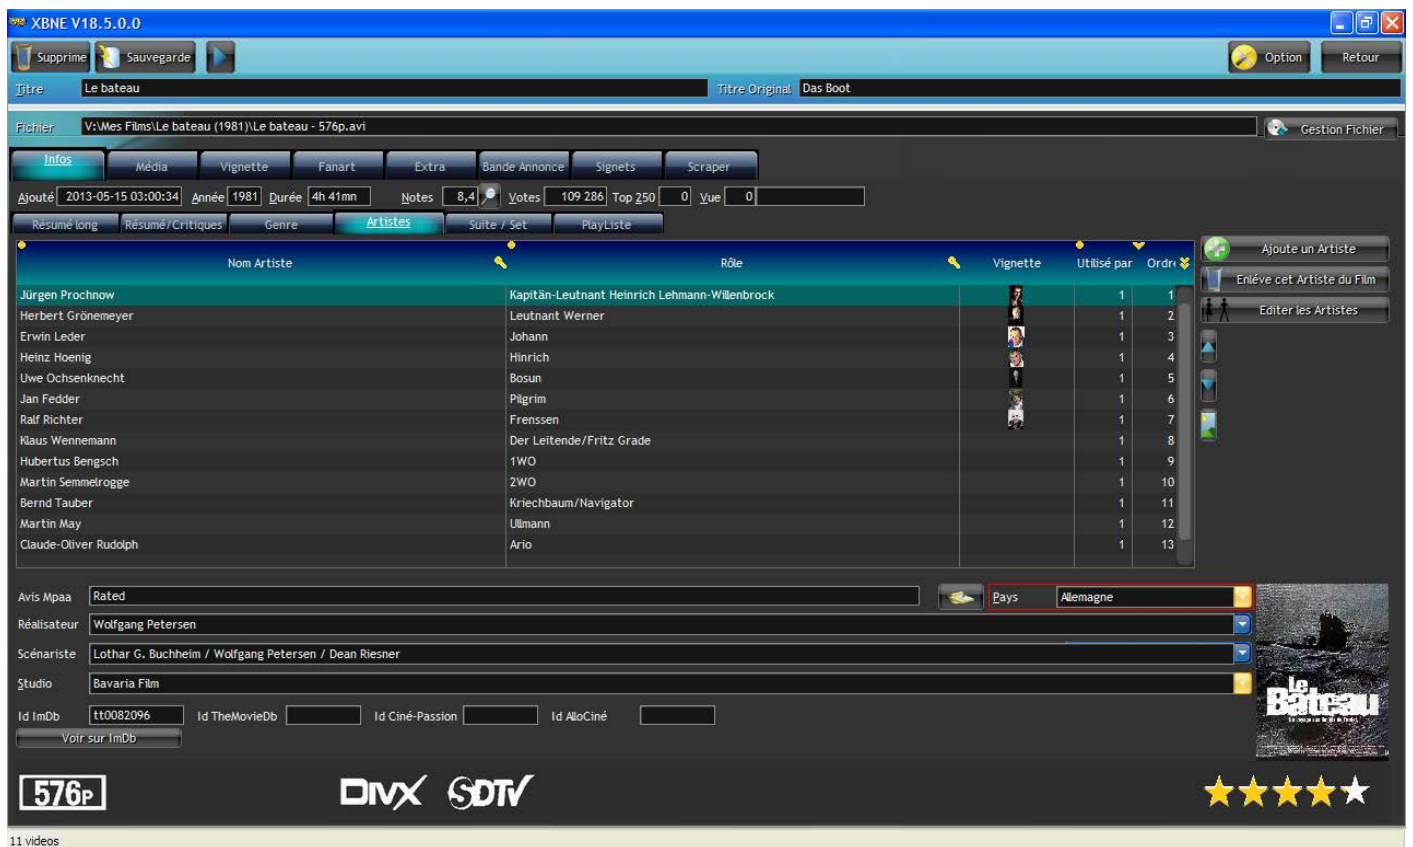 XBNE V18.5.0.0
Supprime Sauvegarde Option Retour
Titre Le bateau Titre Original Das Boot
Fichier V:\Mes Films\Le bateau (1981)\Le bateau - 576p.avi Gestion Fichier
Infos Média Vignette Fanart Extra Bande Annonce Signets Scraper
Ajouté 2013-05-15 03:00:34 Année 1981 Durée 4h 41mn Notes 8,4 Votes 109 286 Top 250 0 Vue 0
Résumé long Résumé/Critiques Genre Artistes Suite / Set PlayListe
Nom Artiste Rôle Vignette Utilisé par Ordre
Ajoute un Artiste
Enléve cet Artiste du Film
Editer les Artistes
Jürgen Prochnow Kapitän-Leutnant Heinrich Lehmann-Willenbrock 1 1
Herbert Grönemeyer Leutnant Werner 1 2
Erwin Leder Johann 1 3
Heinz Hoenig Hinrich 1 4
Uwe Ochsenknecht Bosun 1 5
Jan Fedder Pilgrim 1 6
Ralf Richter Frenssen 1 7
Klaus Wennemann Der Leitende/Fritz Grade 1 8
Hubertus Bengsch 1WO 1 9
Martin Semmelrogge 2WO 1 10
Bernd Tauber Kriechbaum/Navigator 1 11
Martin May Ullmann 1 12
Claude-Oliver Rudolph Ario 1 13
Avis Mpaa Rated Pays Allemagne
Réalisateur Wolfgang Petersen
Scénariste Lothar G. Buchheim / Wolfgang Petersen / Dean Riesner
Studio Bavaria Film
Id ImDb tt0082096 Id TheMovieDb Id Ciné-Passion Id AlloCiné
Voir sur ImDb
Le
Bateau
576P DIVX SDTV
11 videos